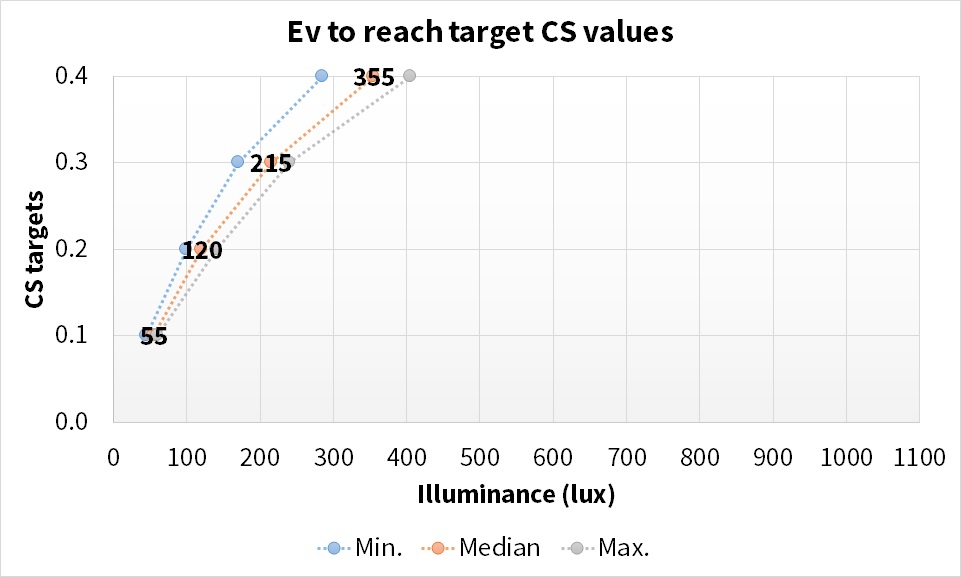 Ev to reach target CS values
0.4
355
0.3
215
0.2
120
0.1
55
0.0
CS targets
0 100 200 300 400 500 600 700 800 900 1000 1100
Illuminance (lux)
Min. Median Max.